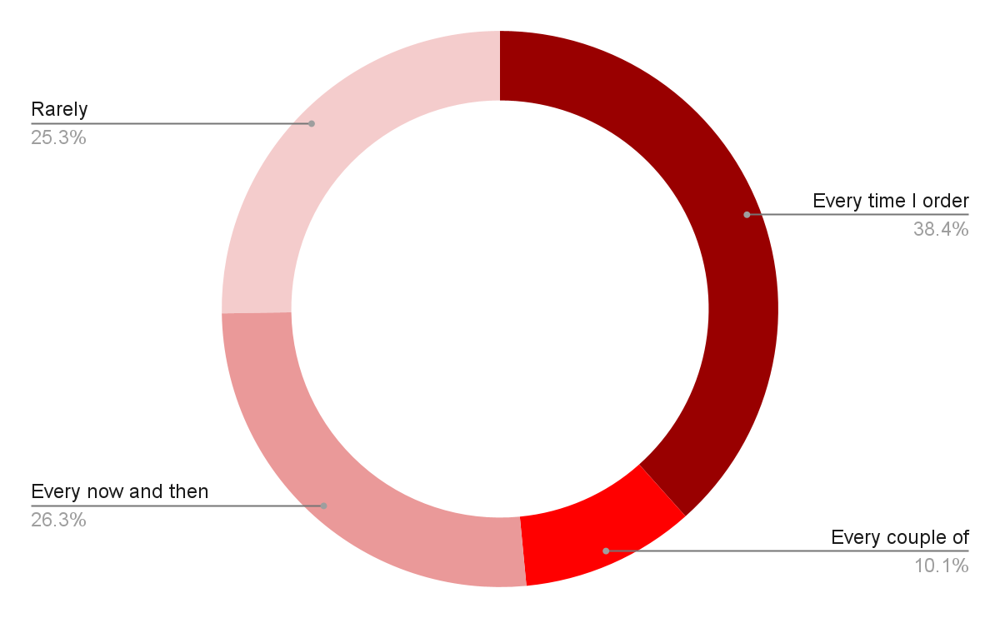 Rarely
25.3%
Every time I order
38.4%
Every now and then
26.3%
Every couple of
10.1%